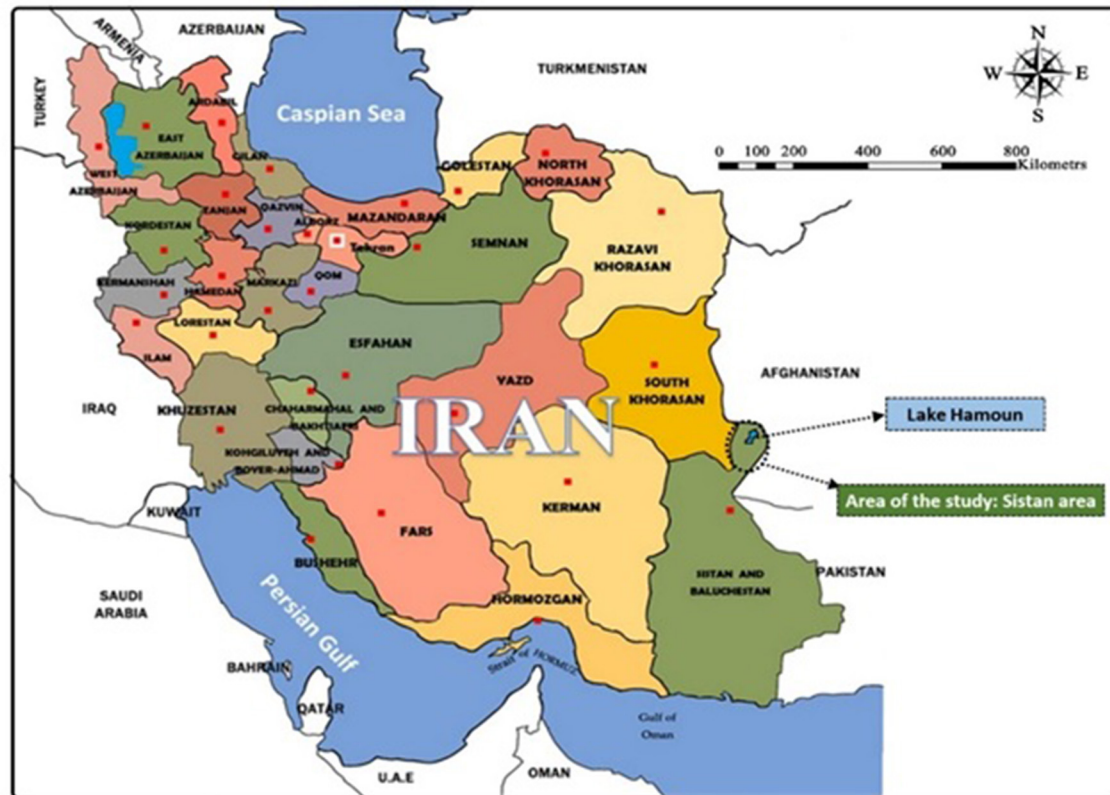 AZERBAIJAN
ARMENIA
TURKEY
TURKMENISTAN
N
W E
S
Caspian Sea
ARDABIL
EAST
AZERBAIJAN
GILAN
WEST
AZERBAIJAN
GOLESTAN
NORTH
KHORASAN
0 100 200 400 600 800
Kilometrs
ZANJAN
QAZVIN
MAZANDARAN
ALBORZ
Tehran
SEMNAN
RAZAVI
KHORASAN
KORDESTAN
KERMANSHAH
HAMEDAN
MARKAZI
QOM
LORESTAN
ILAM
ESFAHAN
YAZD
SOUTH
KHORASAN
AFGHANISTAN
IRAQ
KHUZESTAN
CHAHARMAHAL AND
BAKHTIARI
IRAN
Lake Hamoun
KOHGILUYEH AND
BOYER-AHMAD
Area of the study: Sistan area
KUWAIT
FARS
KERMAN
BUSHEHR
SISTAN AND
BALUCHESTAN
PAKISTAN
SAUDI
ARABIA
Persian Gulf
HORMOZGAN
Strait of HORMUZ
BAHRAIN
QATAR
Gulf of
Oman
U.A.E
OMAN